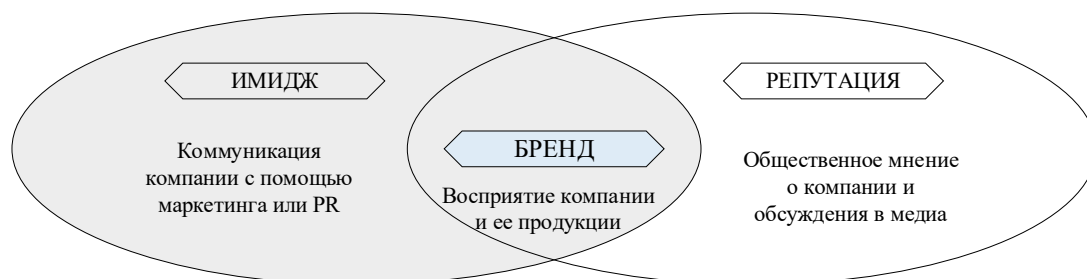 ИМИДЖ
Коммуникация
компании с помощью
маркетинга или PR
БРЕНД
Восприятие компании
и ее продукции
РЕПУТАЦИЯ
Общественное мнение
о компании и
обсуждения в медиа